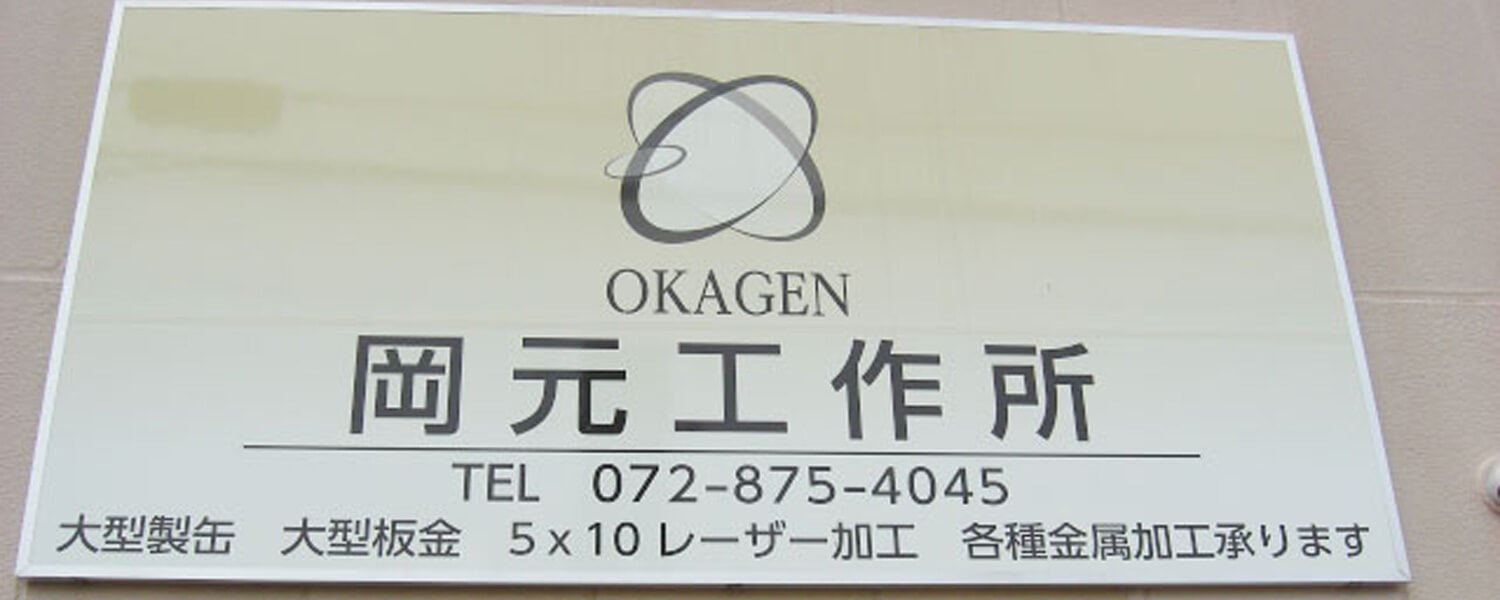 OKAGEN
岡元工作所
TEL 072-875-4045
大型製缶 大型板金 5x10レーザー加工 各種金属加工承ります